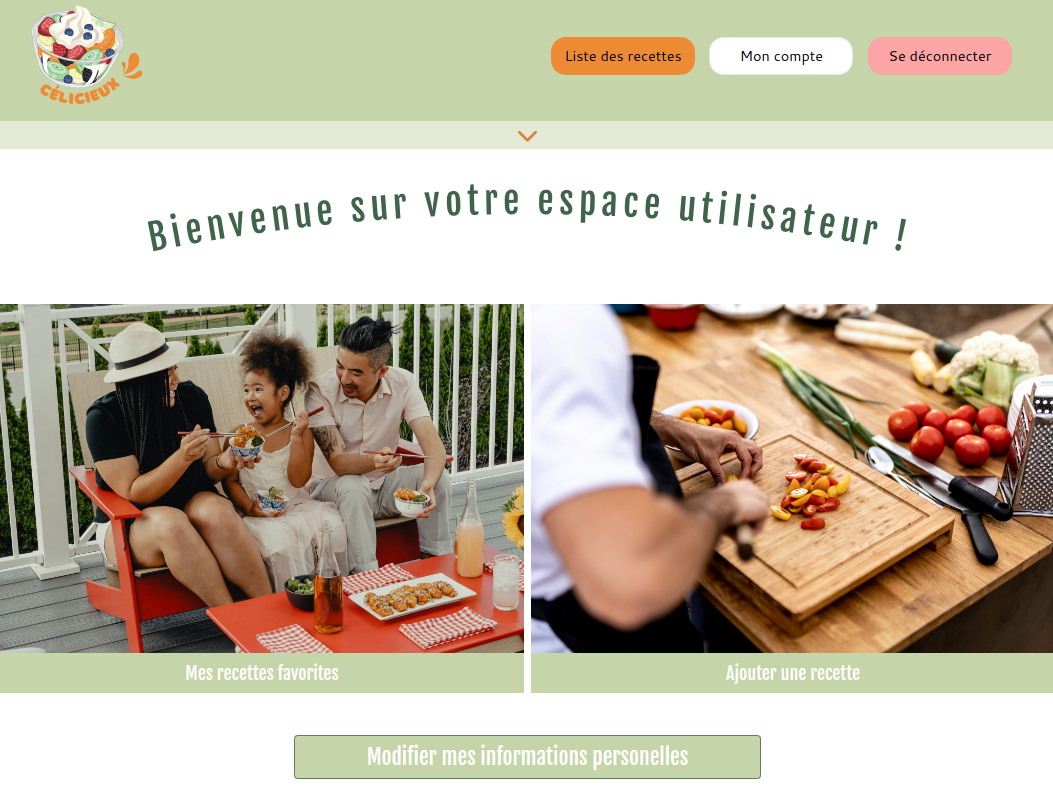 CÉLICIEUX
Liste des recettes
Mon compte
Se déconnecter
Bienvenue sur votre espace utilisateur !
Mes recettes favorites
Ajouter une recette
Modifier mes informations personelles